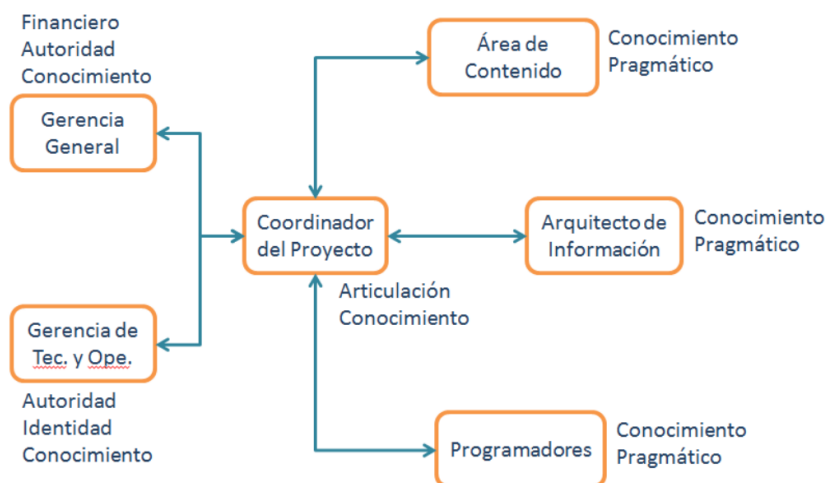 Financiero
Autoridad
Conocimiento
Gerencia
General
Área de
Contenido
Conocimiento
Pragmático
Coordinador
del Proyecto
Articulación
Conocimiento
Arquitecto de
Información
Conocimiento
Pragmático
Gerencia de
Tec. y Ope.
Autoridad
Identidad
Conocimiento
Programadores
Conocimiento
Pragmático